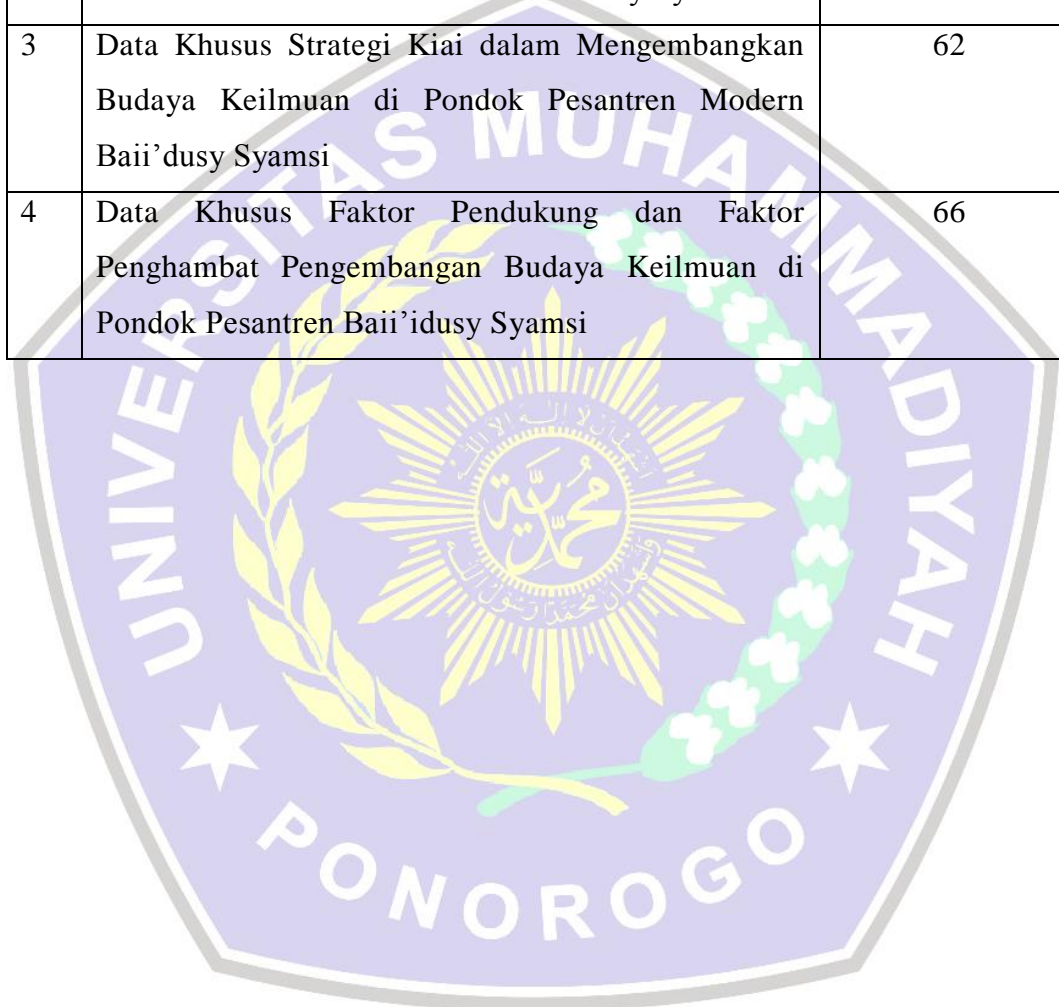 3 Data Khusus Strategi Kiai dalam Mengembangkan 62
Budaya Keilmuan di Pondok Pesantren Modern
Baii’dusy Syamsi
4 Data Khusus Faktor Pendukung dan Faktor 66
Penghambat Pengembangan Budaya Keilmuan di
Pondok Pesantren Baii’idusy Syamsi
UNIVERSITAS MUHAMMADIYAH
PONOROGO
محمدية